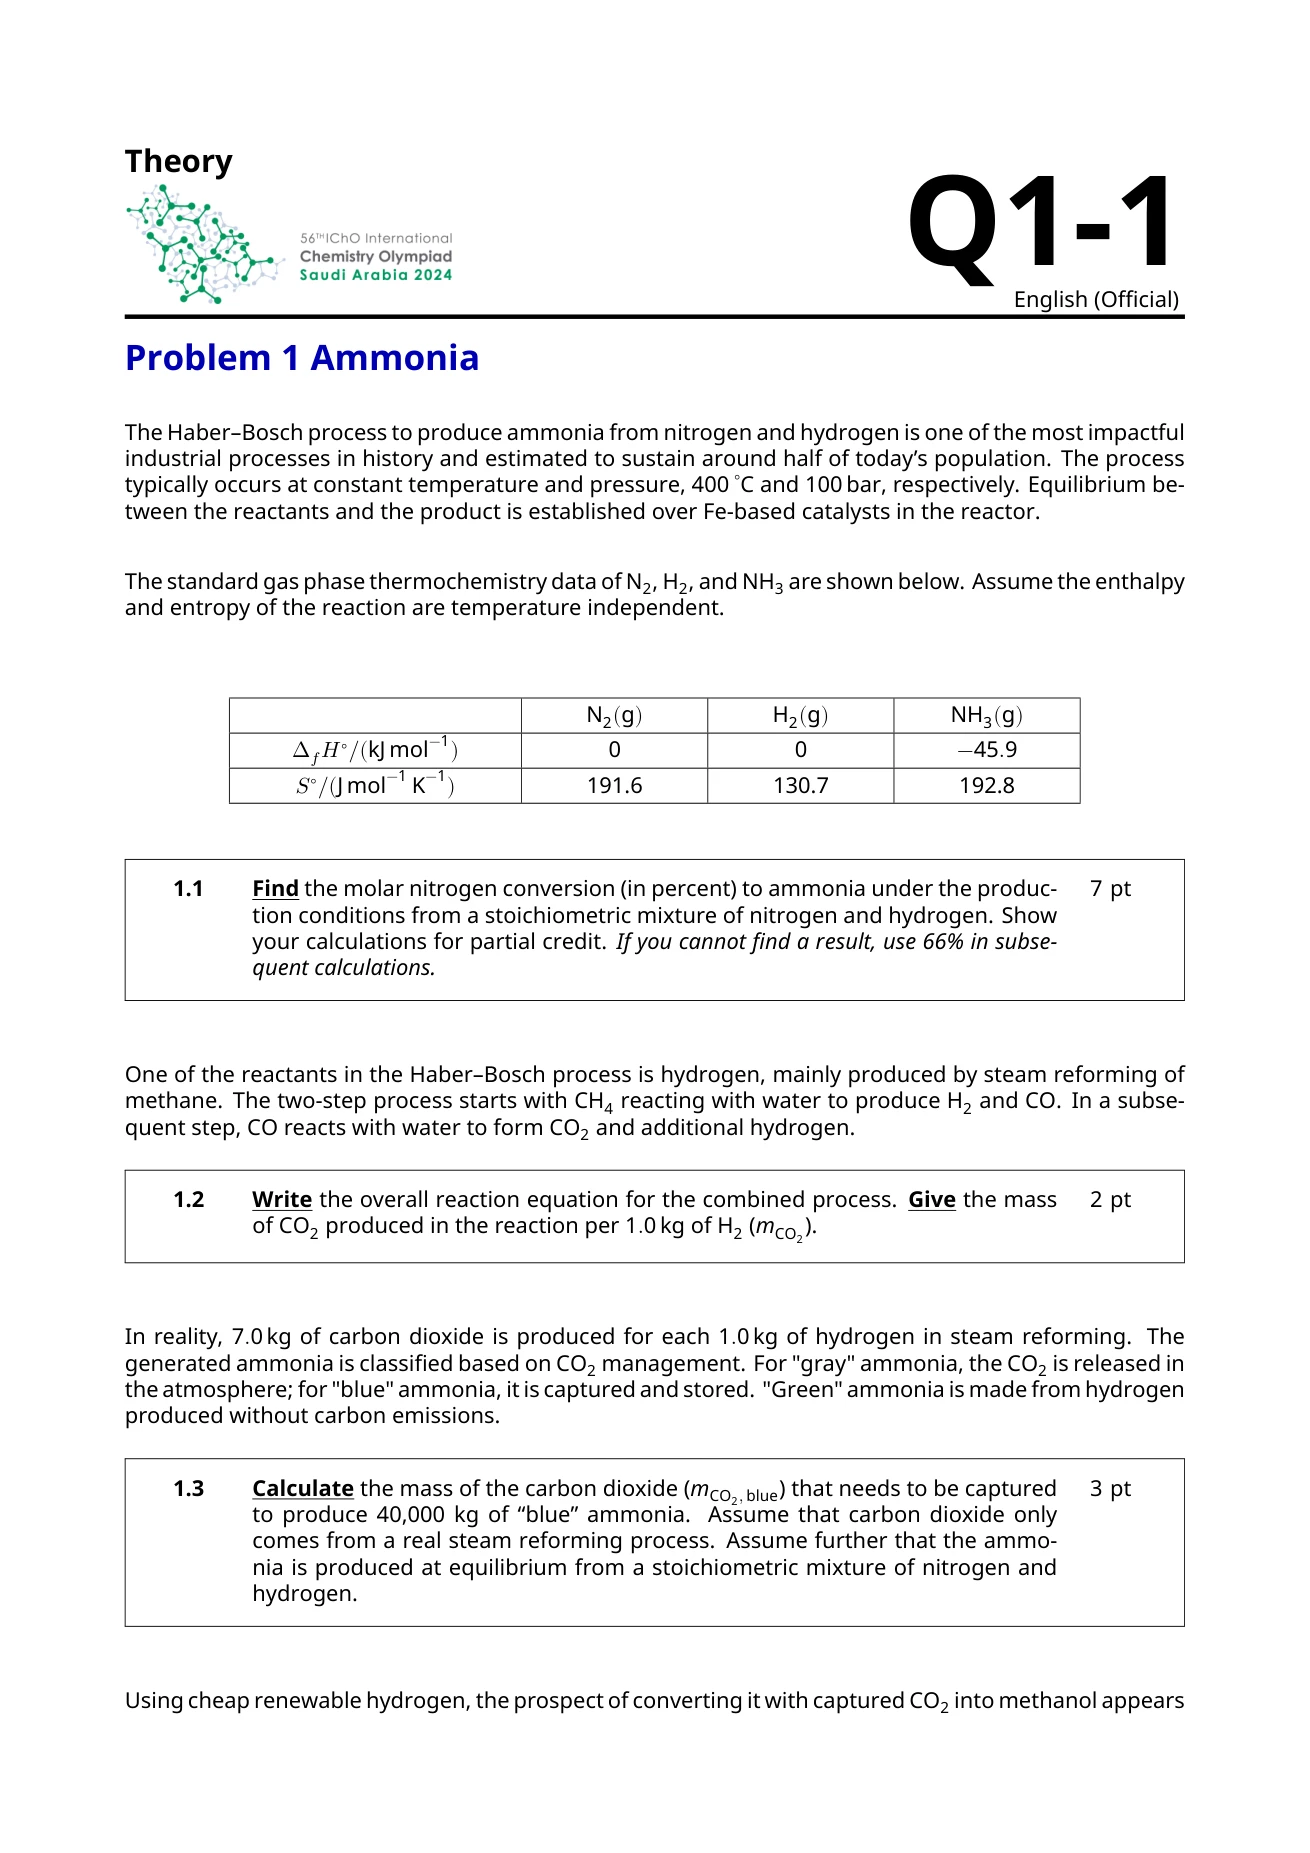 Theory
56ᵀᴴIChO International
Chemistry Olympiad
Saudi Arabia 2024
Q1-1
English (Official)
Problem 1 Ammonia
The Haber–Bosch process to produce ammonia from nitrogen and hydrogen is one of the most impactful
industrial processes in history and estimated to sustain around half of today’s population. The process
typically occurs at constant temperature and pressure, 400 °C and 100 bar, respectively. Equilibrium be-
tween the reactants and the product is established over Fe-based catalysts in the reactor.
The standard gas phase thermochemistry data of N₂, H₂, and NH₃ are shown below. Assume the enthalpy
and entropy of the reaction are temperature independent.
N₂(g) H₂(g) NH₃(g)
Δ_f H°/(kJ mol⁻¹) 0 0 −45.9
S°/(J mol⁻¹ K⁻¹) 191.6 130.7 192.8
1.1 Find the molar nitrogen conversion (in percent) to ammonia under the produc- 7 pt
tion conditions from a stoichiometric mixture of nitrogen and hydrogen. Show
your calculations for partial credit. If you cannot find a result, use 66% in subse-
quent calculations.
One of the reactants in the Haber–Bosch process is hydrogen, mainly produced by steam reforming of
methane. The two-step process starts with CH₄ reacting with water to produce H₂ and CO. In a subse-
quent step, CO reacts with water to form CO₂ and additional hydrogen.
1.2 Write the overall reaction equation for the combined process. Give the mass 2 pt
of CO₂ produced in the reaction per 1.0 kg of H₂ (m_CO₂).
In reality, 7.0 kg of carbon dioxide is produced for each 1.0 kg of hydrogen in steam reforming. The
generated ammonia is classified based on CO₂ management. For "gray" ammonia, the CO₂ is released in
the atmosphere; for "blue" ammonia, it is captured and stored. "Green" ammonia is made from hydrogen
produced without carbon emissions.
1.3 Calculate the mass of the carbon dioxide (m_CO₂, blue) that needs to be captured 3 pt
to produce 40,000 kg of “blue” ammonia. Assume that carbon dioxide only
comes from a real steam reforming process. Assume further that the ammo-
nia is produced at equilibrium from a stoichiometric mixture of nitrogen and
hydrogen.
Using cheap renewable hydrogen, the prospect of converting it with captured CO₂ into methanol appears